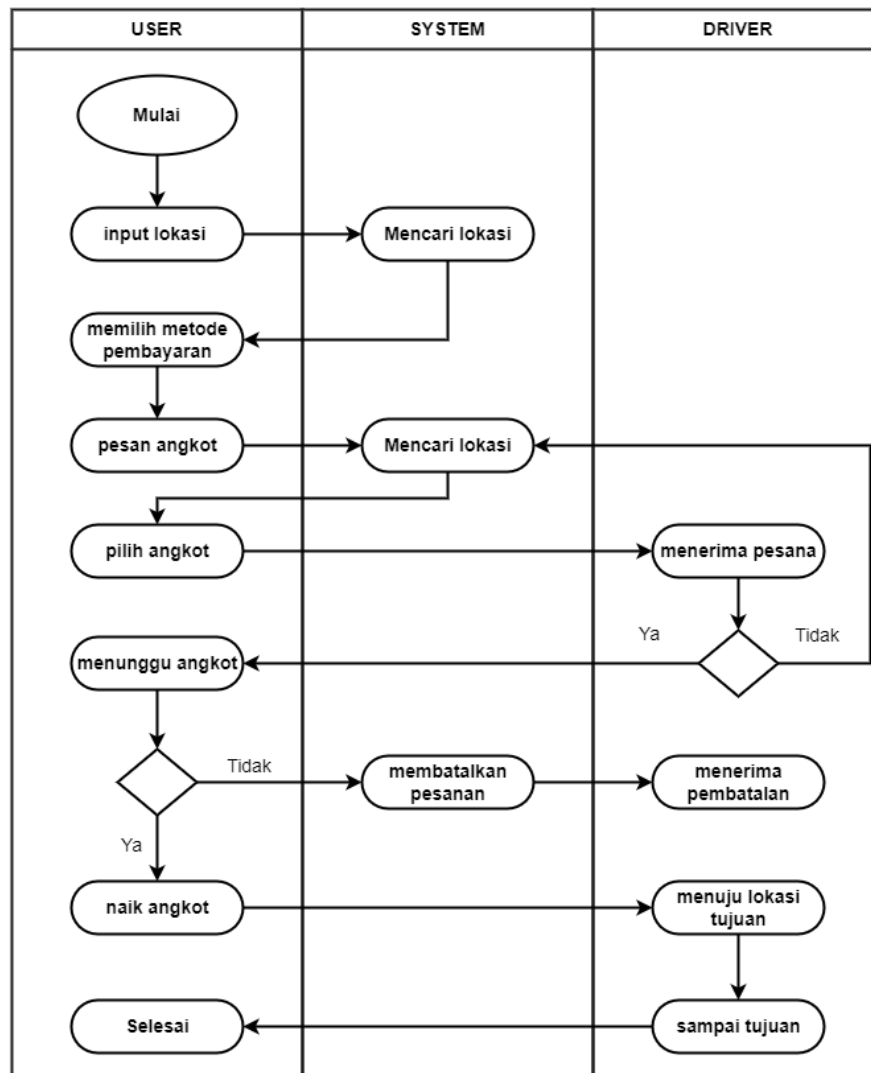 USER
SYSTEM
DRIVER
Mulai
input lokasi
Mencari lokasi
memilih metode
pembayaran
pesan angkot
Mencari lokasi
pilih angkot
menerima pesana
Ya
Tidak
menunggu angkot
Tidak
membatalkan
pesanan
menerima
pembatalan
Ya
naik angkot
menuju lokasi
tujuan
Selesai
sampai tujuan